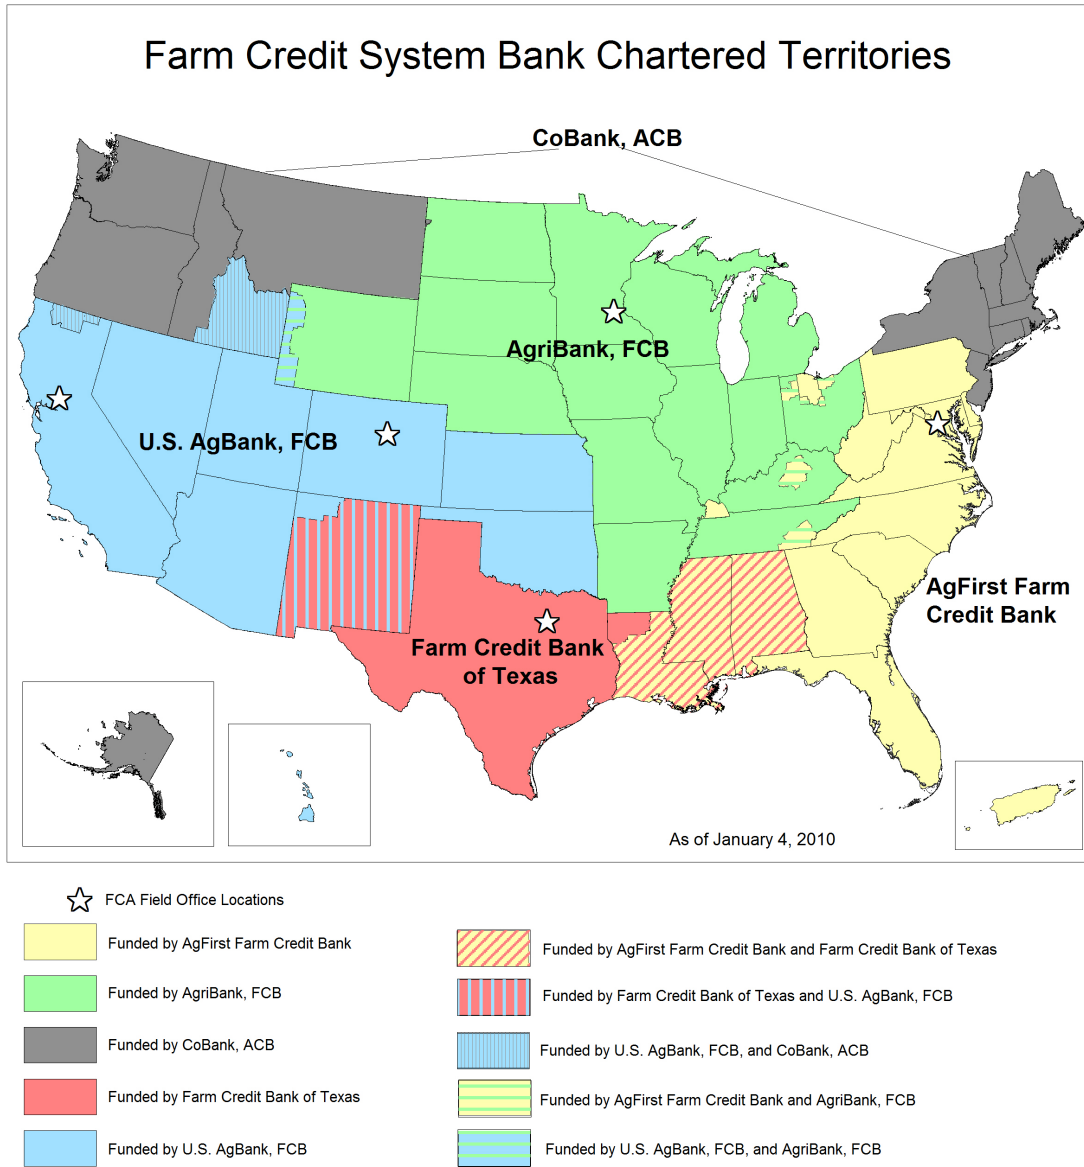 Farm Credit System Bank Chartered Territories
CoBank, ACB
AgriBank, FCB
U.S. AgBank, FCB
AgFirst Farm
Credit Bank
Farm Credit Bank
of Texas
As of January 4, 2010
FCA Field Office Locations
Funded by AgFirst Farm Credit Bank
Funded by AgriBank, FCB
Funded by CoBank, ACB
Funded by Farm Credit Bank of Texas
Funded by U.S. AgBank, FCB
Funded by AgFirst Farm Credit Bank and Farm Credit Bank of Texas
Funded by Farm Credit Bank of Texas and U.S. AgBank, FCB
Funded by U.S. AgBank, FCB, and CoBank, ACB
Funded by AgFirst Farm Credit Bank and AgriBank, FCB
Funded by U.S. AgBank, FCB, and AgriBank, FCB